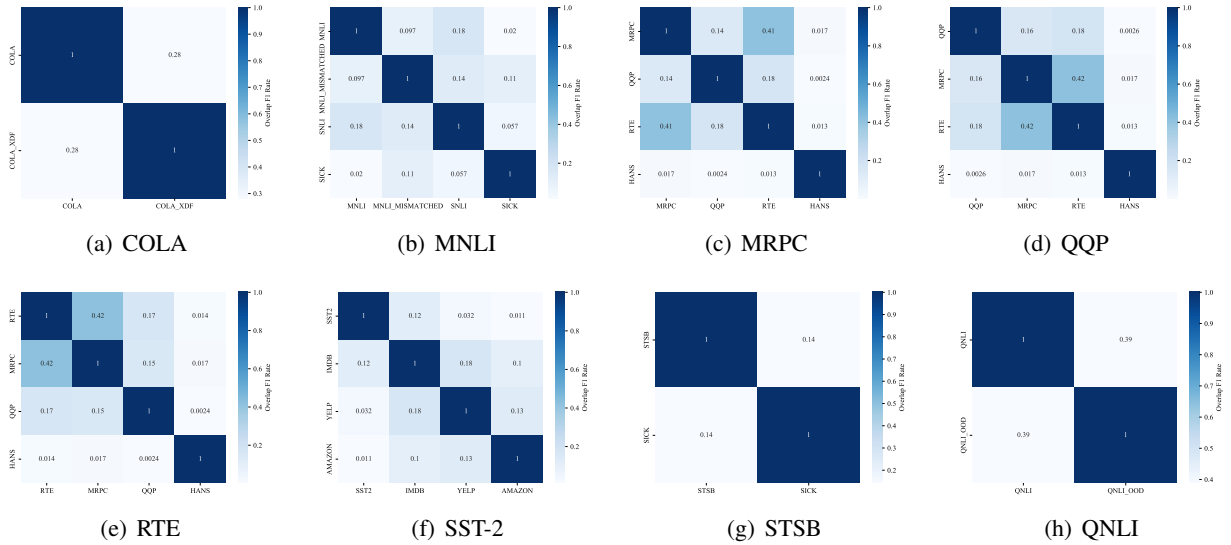 1.0
0.9
0.8
0.7
0.6
0.5
0.4
0.3
Overlap F1 Rate
COLA
1
0.28
COLA_XDF
0.28
1
COLA
COLA_XDF
(a) COLA
1.0
0.8
0.6
0.4
0.2
Overlap F1 Rate
MNLI
1
0.097
0.18
0.02
MNLI_MISMATCHED
0.097
1
0.14
0.11
SNLI
0.18
0.14
1
0.057
SICK
0.02
0.11
0.057
1
MNLI
MNLI_MISMATCHED
SNLI
SICK
(b) MNLI
1.0
0.8
0.6
0.4
0.2
Overlap F1 Rate
MRPC
1
0.14
0.41
0.017
QQP
0.14
1
0.18
0.0024
RTE
0.41
0.18
1
0.013
HANS
0.017
0.0024
0.013
1
MRPC
QQP
RTE
HANS
(c) MRPC
1.0
0.8
0.6
0.4
0.2
Overlap F1 Rate
QQP
1
0.16
0.18
0.0026
MRPC
0.16
1
0.42
0.017
RTE
0.18
0.42
1
0.013
HANS
0.0026
0.017
0.013
1
QQP
MRPC
RTE
HANS
(d) QQP
1.0
0.8
0.6
0.4
0.2
Overlap F1 Rate
RTE
1
0.42
0.17
0.014
MRPC
0.42
1
0.15
0.017
QQP
0.17
0.15
1
0.0024
HANS
0.014
0.017
0.0024
1
RTE
MRPC
QQP
HANS
(e) RTE
1.0
0.8
0.6
0.4
0.2
Overlap F1 Rate
SST2
1
0.12
0.032
0.011
IMDB
0.12
1
0.18
0.1
YELP
0.032
0.18
1
0.13
AMAZON
0.011
0.1
0.13
1
SST2
IMDB
YELP
AMAZON
(f) SST-2
1.0
0.9
0.8
0.7
0.6
0.5
0.4
0.3
0.2
Overlap F1 Rate
STSB
1
0.14
SICK
0.14
1
STSB
SICK
(g) STSB
1.0
0.9
0.8
0.7
0.6
0.5
0.4
Overlap F1 Rate
QNLI
1
0.39
QNLI_OOD
0.39
1
QNLI
QNLI_OOD
(h) QNLI